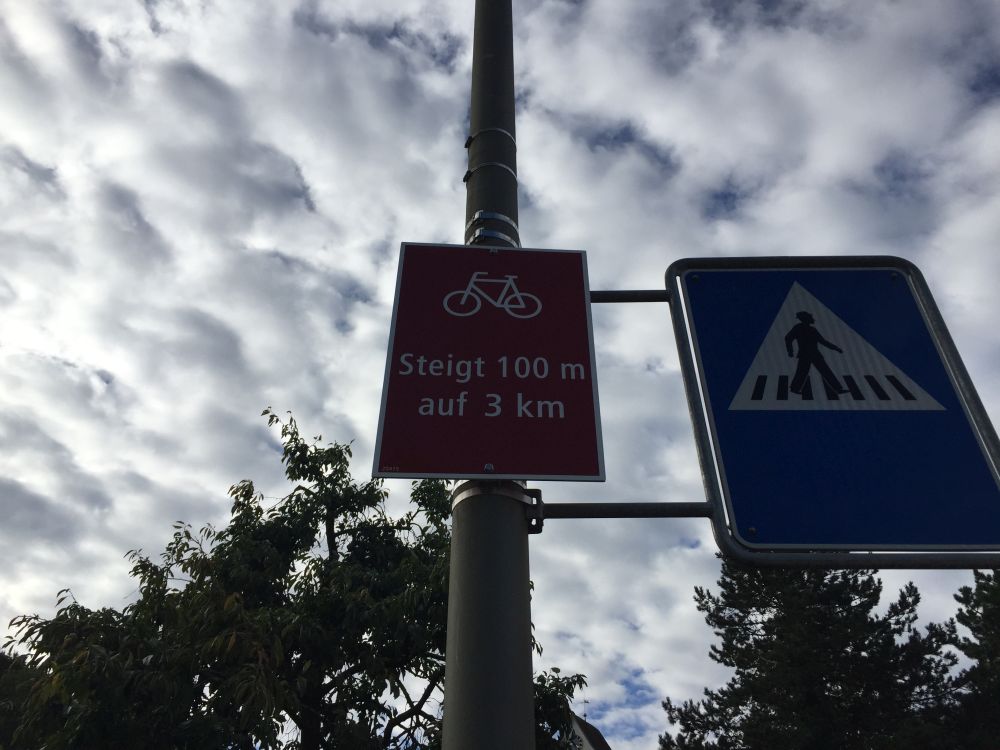 Steigt 100 m
auf 3 km